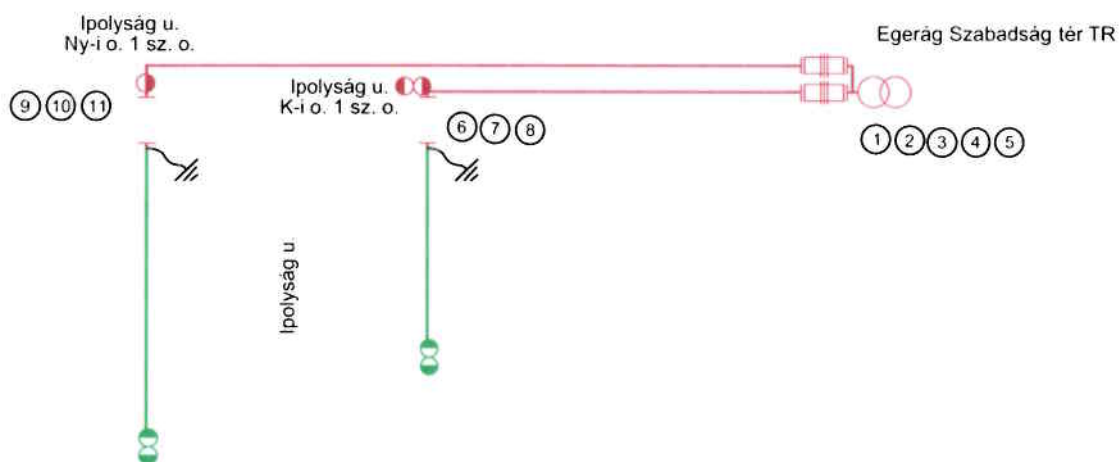 Ipolyság u.
Ny-i o. 1 sz. o.
Egerág Szabadság tér TR
Ipolyság u.
K-i o. 1 sz. o.
9 10 11
6 7 8
1 2 3 4 5
Ipolyság u.